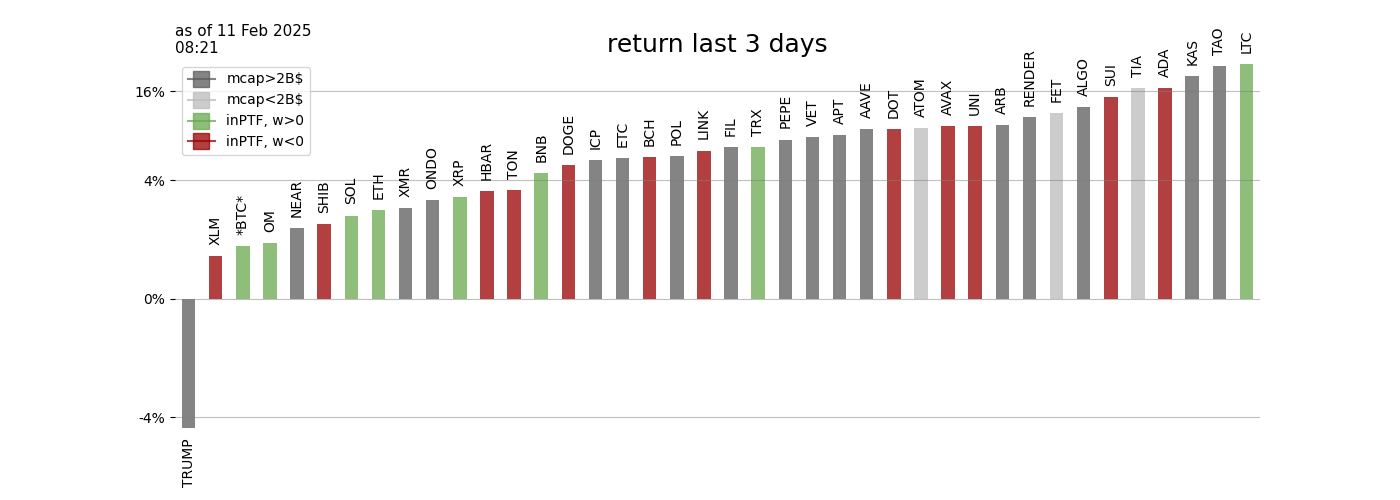 as of 11 Feb 2025
08:21
return last 3 days
mcap>2B$
mcap<2B$
inPTF, w>0
inPTF, w<0
16%
4%
0%
-4%
TRUMP
XLM
*BTC*
OM
NEAR
SHIB
SOL
ETH
XMR
ONDO
XRP
HBAR
TON
BNB
DOGE
ICP
ETC
BCH
POL
LINK
FIL
TRX
PEPE
VET
APT
AAVE
DOT
ATOM
AVAX
UNI
ARB
RENDER
FET
ALGO
SUI
TIA
ADA
KAS
TAO
LTC